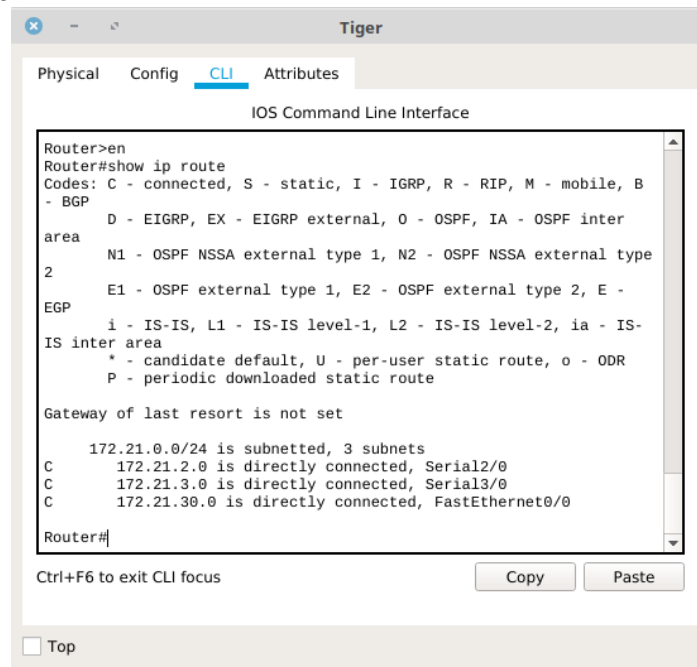 Tiger
Physical Config CLI Attributes
IOS Command Line Interface
Router>en
Router#show ip route
Codes: C - connected, S - static, I - IGRP, R - RIP, M - mobile, B
- BGP
D - EIGRP, EX - EIGRP external, O - OSPF, IA - OSPF inter
area
N1 - OSPF NSSA external type 1, N2 - OSPF NSSA external type
2
E1 - OSPF external type 1, E2 - OSPF external type 2, E -
EGP
i - IS-IS, L1 - IS-IS level-1, L2 - IS-IS level-2, ia - IS-
IS inter area
* - candidate default, U - per-user static route, o - ODR
P - periodic downloaded static route
Gateway of last resort is not set
172.21.0.0/24 is subnetted, 3 subnets
C 172.21.2.0 is directly connected, Serial2/0
C 172.21.3.0 is directly connected, Serial3/0
C 172.21.30.0 is directly connected, FastEthernet0/0
Router#
Ctrl+F6 to exit CLI focus Copy Paste
Top